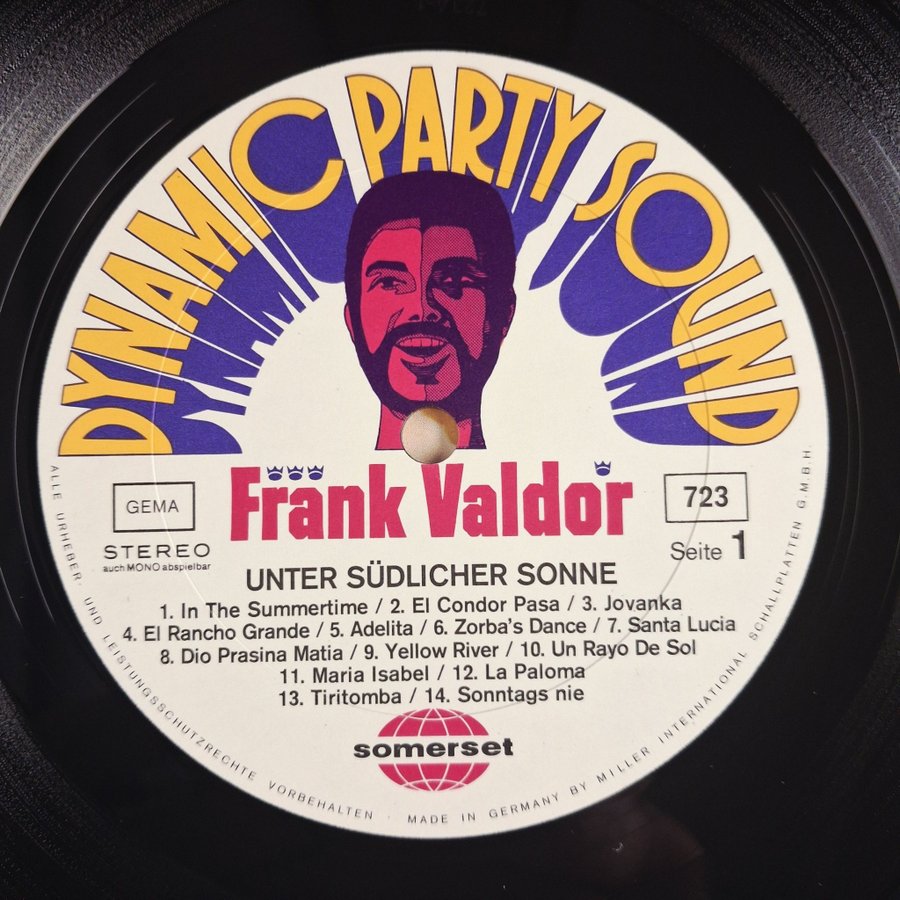 DYNAMIC PARTY SOUND
Frank Valdor
GEMA
STEREO
auch MONO abspielbar
723
Seite 1
UNTER SÜDLICHER SONNE
1. In The Summertime / 2. El Condor Pasa / 3. Jovanka
4. El Rancho Grande / 5. Adelita / 6. Zorba's Dance / 7. Santa Lucia
8. Dio Prasina Matia / 9. Yellow River / 10. Un Rayo De Sol
11. Maria Isabel / 12. La Paloma
13. Tiritomba / 14. Sonntags nie
somerset
ALLE URHEBER- UND LEISTUNGSSCHUTZRECHTE VORBEHALTEN · MADE IN GERMANY BY MILLER INTERNATIONAL SCHALLPLATTEN G.M.B.H.